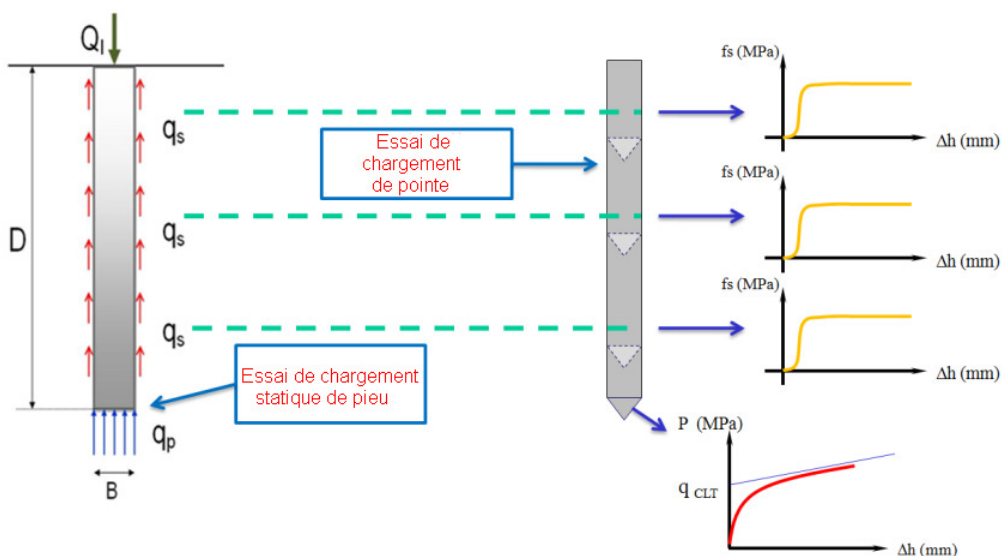 Q_l
D
q_s
q_s
q_s
q_p
B
Essai de
chargement
de pointe
Essai de chargement
statique de pieu
fs (MPa)
Δh (mm)
fs (MPa)
Δh (mm)
fs (MPa)
Δh (mm)
P (MPa)
q CLT
Δh (mm)